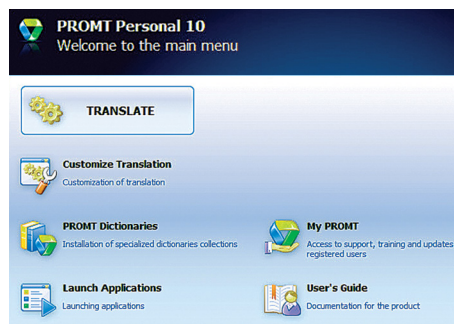 PROMT Personal 10
Welcome to the main menu
TRANSLATE
Customize Translation
Customization of translation
PROMT Dictionaries
Installation of specialized dictionaries collections
My PROMT
Access to support, training and updates
registered users
Launch Applications
Launching applications
User's Guide
Documentation for the product